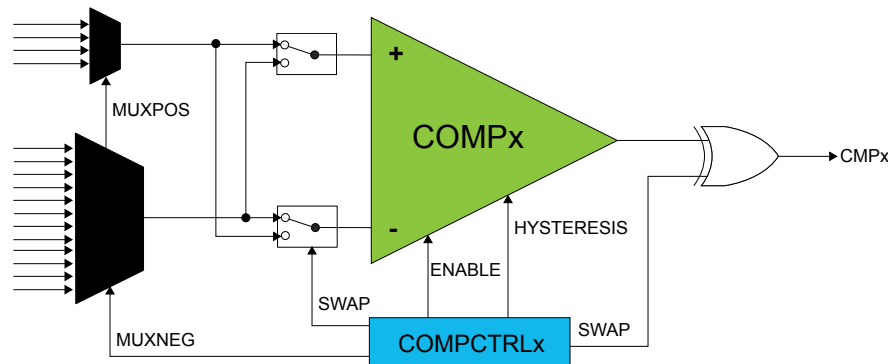 MUXPOS
+
COMPx
CMPx
-
HYSTERESIS
ENABLE
SWAP
SWAP
MUXNEG
COMPCTRLx